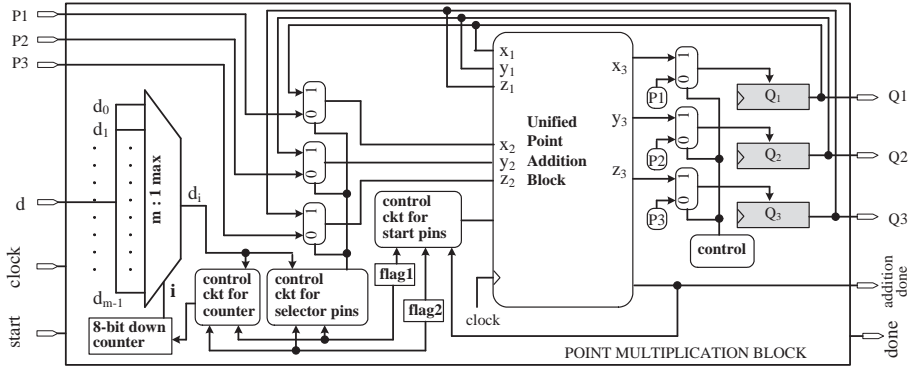 P1
P2
P3
d
clock
start
d0
d1
dm-1
m : 1 max
di
i
8-bit down
counter
control
ckt for
counter
control
ckt for
selector pins
1
0
1
0
1
0
control
ckt for
start pins
flag1
flag2
x1
y1
z1
x2
y2
z2
Unified
Point
Addition
Block
x3
y3
z3
clock
1
0
P1
1
0
P2
1
0
P3
control
Q1
Q2
Q3
Q1
Q2
Q3
addition
done
done
POINT MULTIPLICATION BLOCK